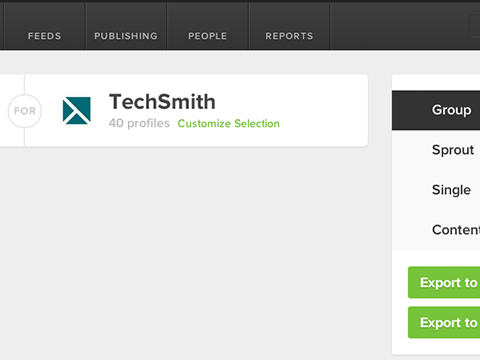 FEEDS
PUBLISHING
PEOPLE
REPORTS
FOR
TechSmith
40 profiles Customize Selection
Group
Sprout
Single
Content
Export to
Export to